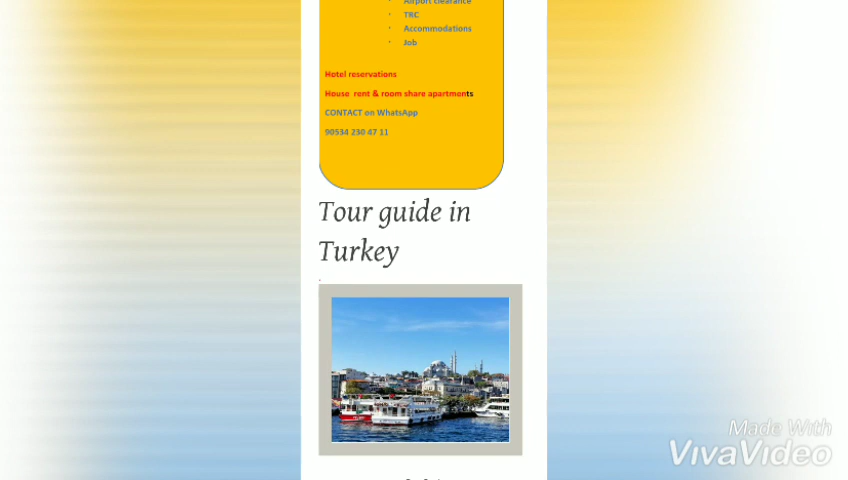 · Airport clearance
· TRC
· Accommodations
· Job
Hotel reservations
House rent & room share apartments
CONTACT on WhatsApp
90534 230 47 11
Tour guide in
Turkey
Made With
VivaVideo